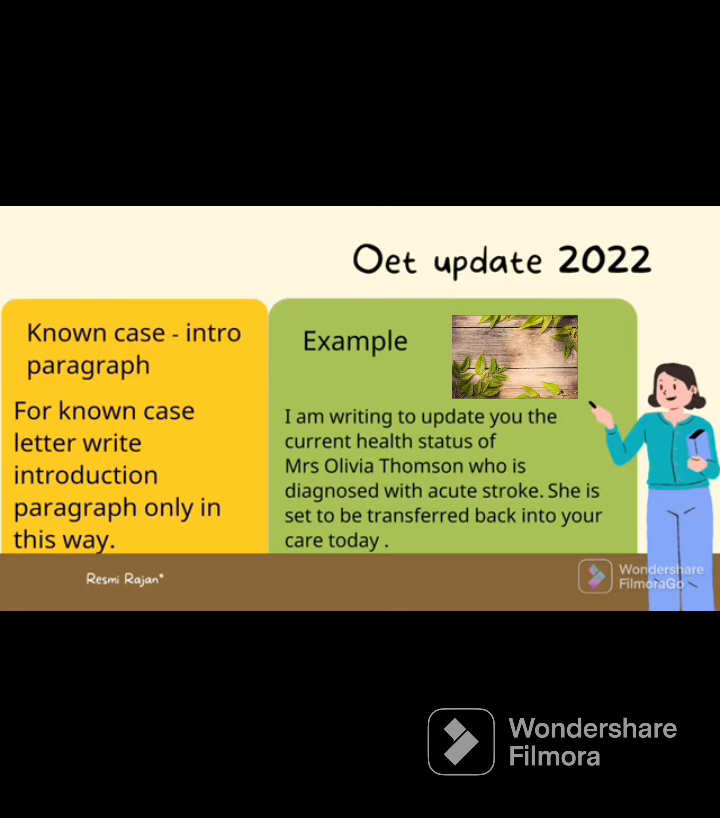 Oet update 2022
Known case - intro
paragraph
For known case
letter write
introduction
paragraph only in
this way.
Example
I am writing to update you the
current health status of
Mrs Olivia Thomson who is
diagnosed with acute stroke. She is
set to be transferred back into your
care today .
Resmi Rajan*
Wondershare
FilmoraGo
Wondershare
Filmora